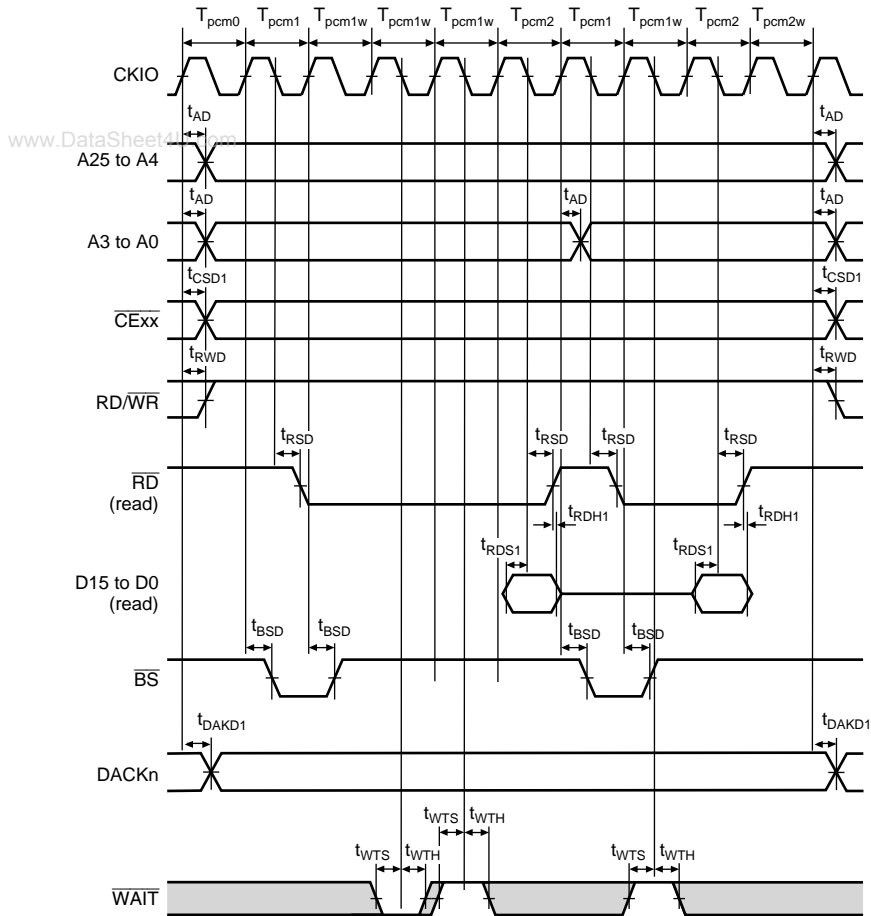 Tpcm0 Tpcm1 Tpcm1w Tpcm1w Tpcm1w Tpcm2 Tpcm1 Tpcm1w Tpcm2 Tpcm2w
CKIO
tAD tAD
www.DataSheet4U.com
A25 to A4
tAD tAD tAD
A3 to A0
tCSD1 tCSD1
CExx
tRWD tRWD
RD/WR
tRSD tRSD tRSD tRSD
RD
(read)
tRDH1 tRDH1
tRDS1 tRDS1
D15 to D0
(read)
tBSD tBSD tBSD tBSD
BS
tDAKD1 tDAKD1
DACKn
tWTS tWTH
tWTS tWTH tWTS tWTH
WAIT